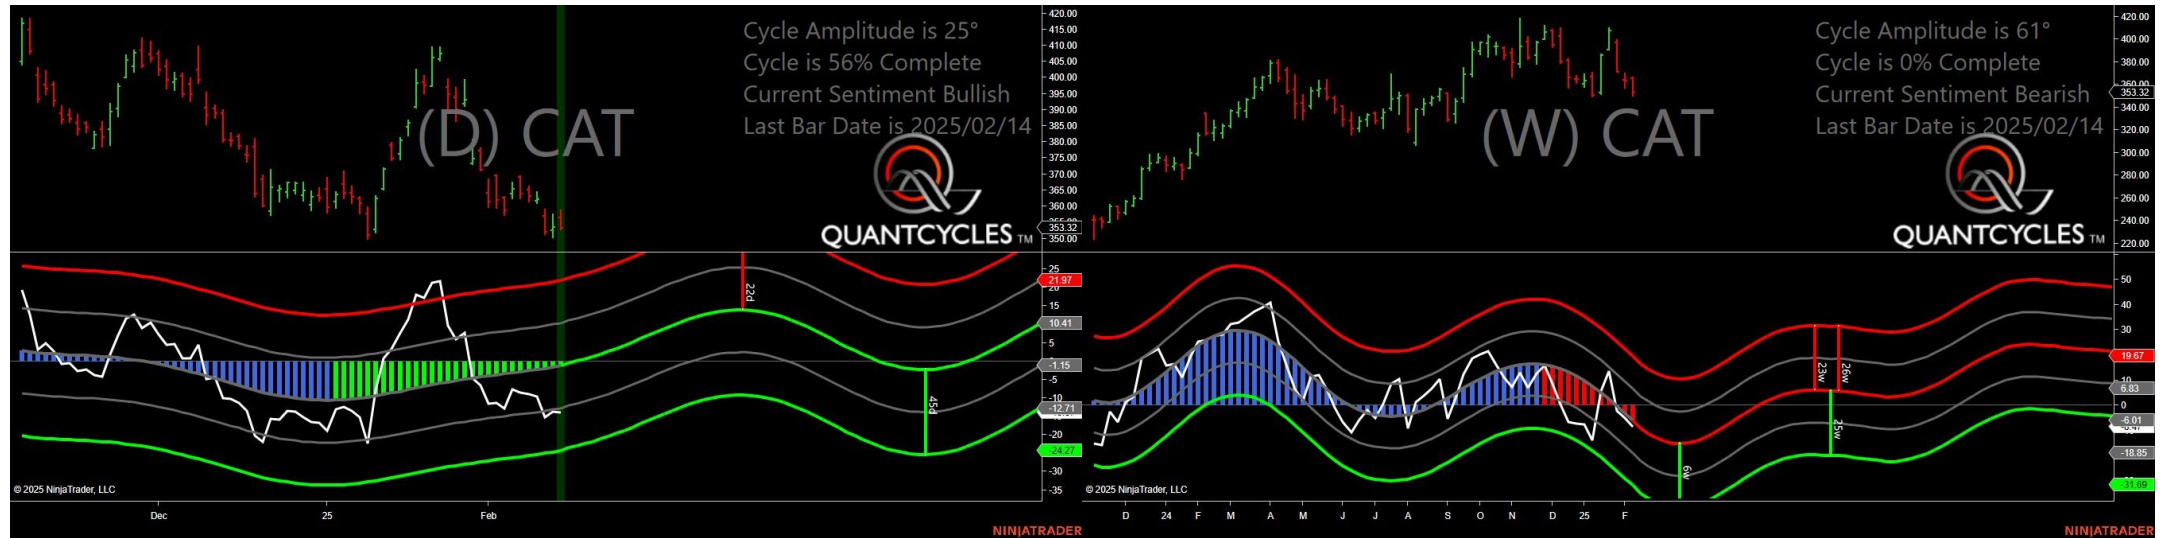 Cycle Amplitude is 25°
Cycle is 56% Complete
Current Sentiment Bullish
Last Bar Date is 2025/02/14
(D) CAT
QUANTCYCLES TM
420.00
415.00
410.00
405.00
400.00
395.00
390.00
385.00
380.00
375.00
370.00
365.00
360.00
353.32
350.00
25
21.97
15
10.41
5
-1.15
-5
-10
-12.71
-20
-24.27
-30
-35
22d
45d
© 2025 NinjaTrader, LLC
Dec
25
Feb
NINJATRADER
Cycle Amplitude is 61°
Cycle is 0% Complete
Current Sentiment Bearish
Last Bar Date is 2025/02/14
(W) CAT
QUANTCYCLES TM
420.00
400.00
380.00
360.00
353.32
340.00
320.00
300.00
280.00
260.00
240.00
220.00
50
40
30
19.67
10
6.83
0
-6.01
-18.85
-31.69
23w
26w
25w
6w
© 2025 NinjaTrader, LLC
D 24 F M A M J J A S O N D 25 F
NINJATRADER